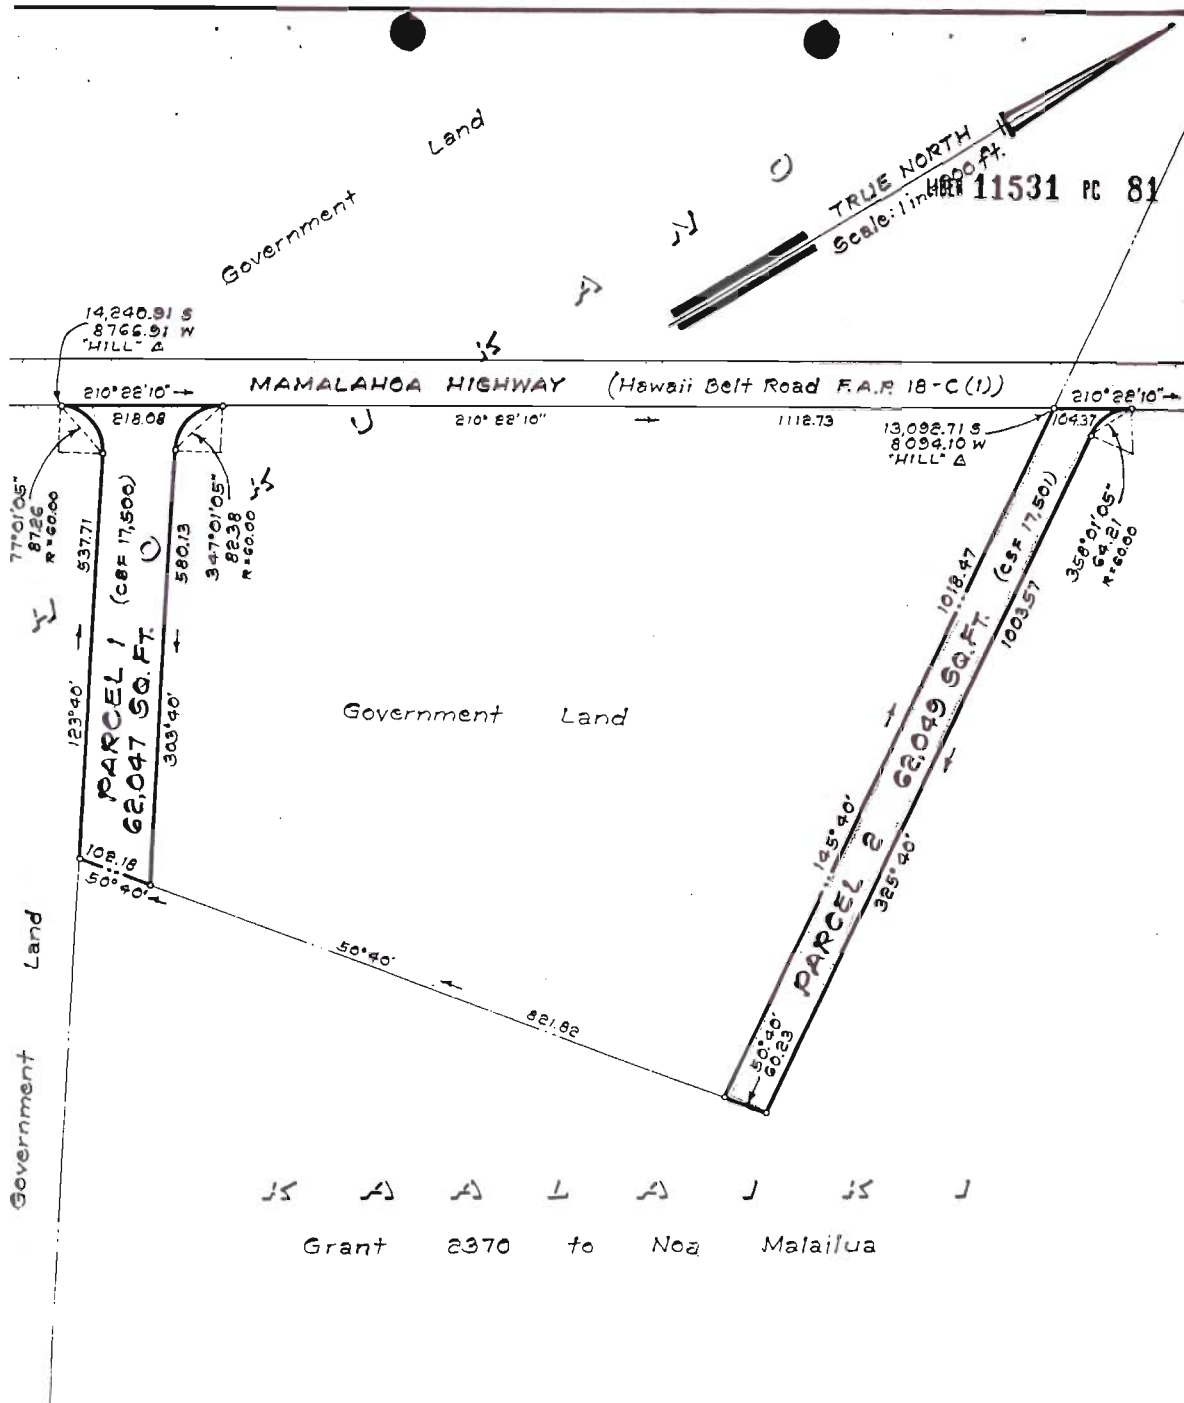 Government Land
TRUE NORTH
LIBER 11531 PG 81
14,240.91 S
8766.91 W
"HILL" Δ
MAMALAHOA HIGHWAY (Hawaii Belt Road F.A.P. 18-C (1))
210° 22' 10"
218.08
210° 22' 10"
1112.73
13,092.71 S
8094.10 W
"HILL" Δ
210° 22' 10"
104.37
77°01'05"
87.26
R=60.00
347°01'05"
82.38
R=60.00
358°01'05"
64.21
R=60.00
537.71
123°40'
PARCEL 1 (CSF 17,500)
62,047 SQ. FT.
580.13
303°40'
102.18
50°40'
Government Land
1018.47
145°40'
PARCEL 2 (CSF 17,501)
62,049 SQ. FT.
1003.57
325°40'
50°40'
821.82
50°40'
60.23
Government Land
K A A L A I K I
Grant 2370 to Noa Malailua